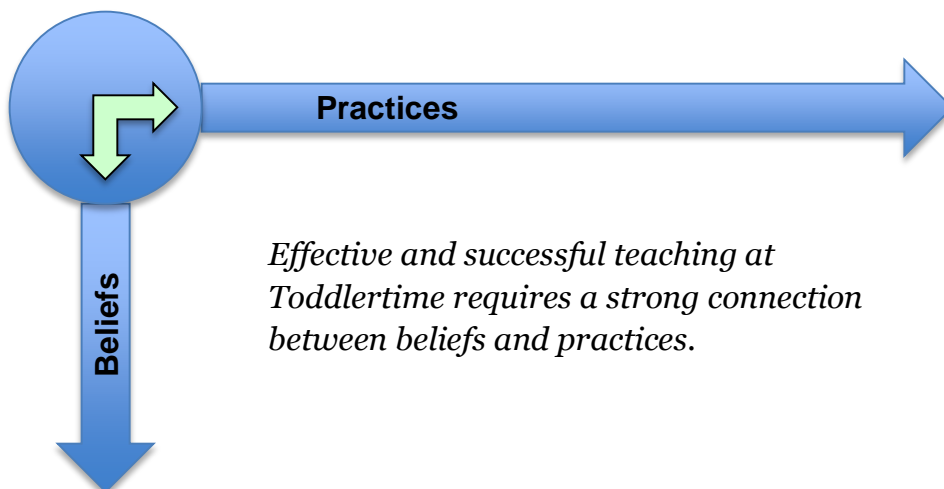 Practices
Beliefs
Effective and successful teaching at
Toddlertime requires a strong connection
between beliefs and practices.